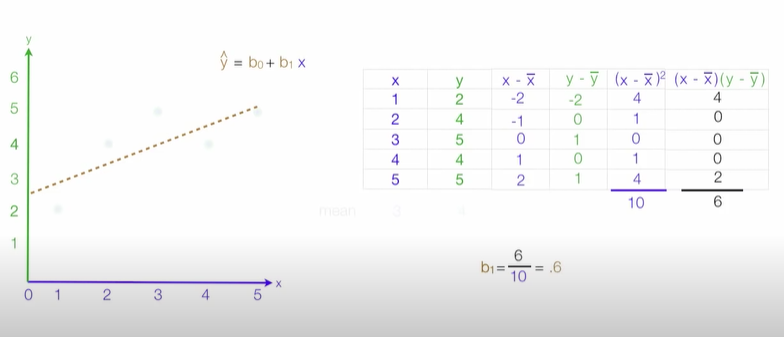 y
ŷ = b₀ + b₁ x
6
5
4
3
2
1
0 1 2 3 4 5 x
x y x - x̅ y - y̅ (x - x̅)² (x - x̅)(y - y̅)
1 2 -2 -2 4 4
2 4 -1 0 1 0
3 5 0 1 0 0
4 4 1 0 1 0
5 5 2 1 4 2
10 6
mean 3 4
b₁ = 6/10 = .6